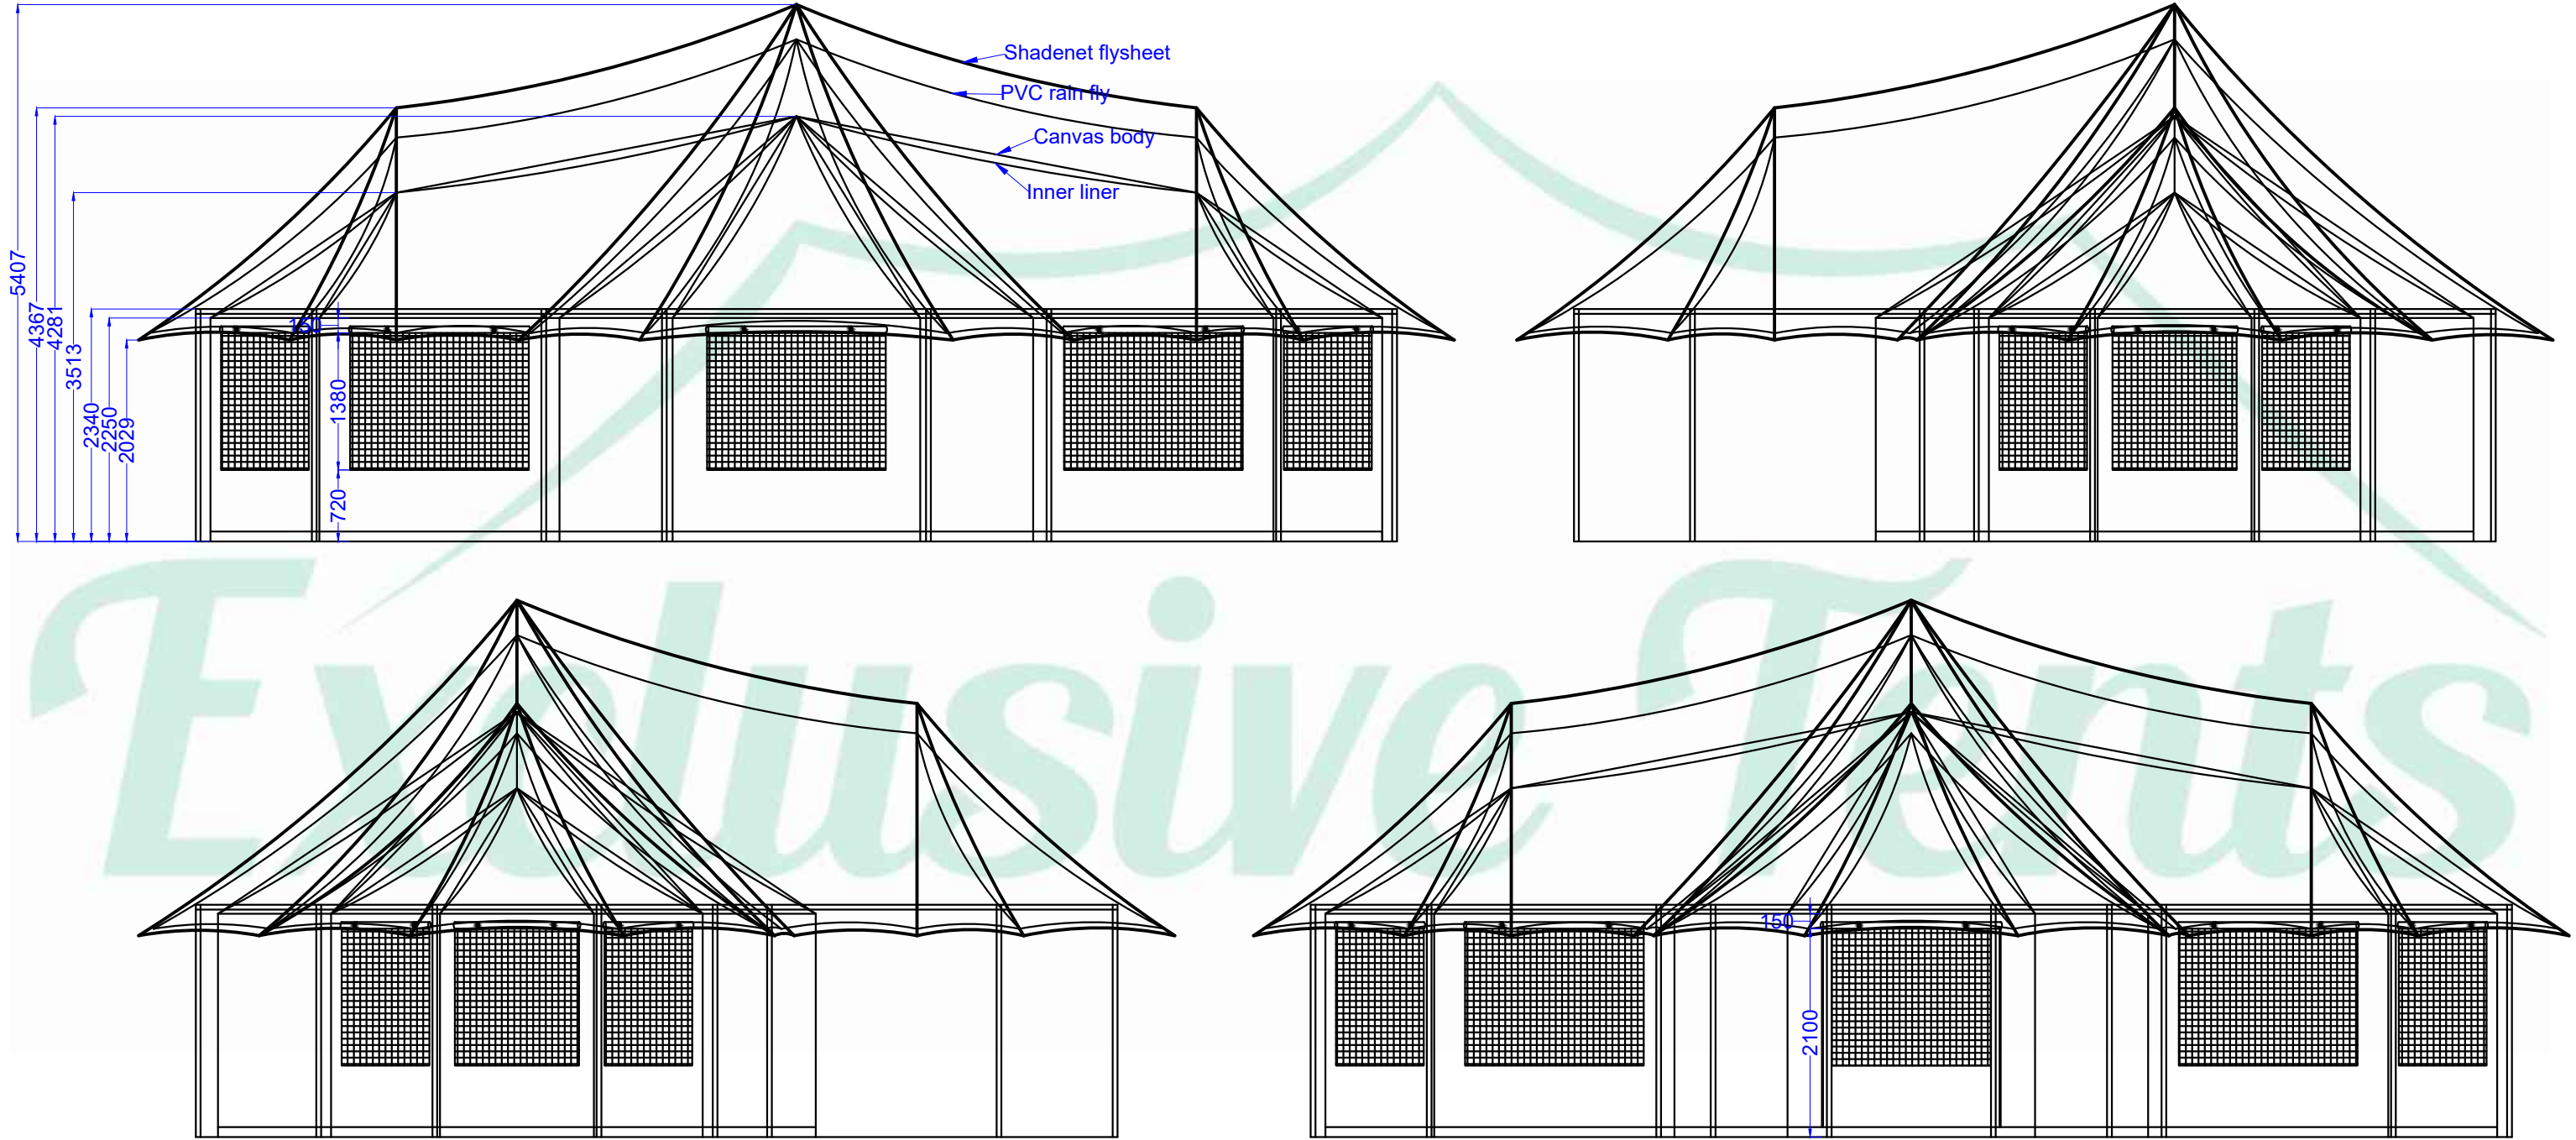 Shadenet flysheet
PVC rain fly
Canvas body
Inner liner
5407
4367
4281
3513
2340
2250
2029
150
1380
720
150
2100
Exclusive Tents